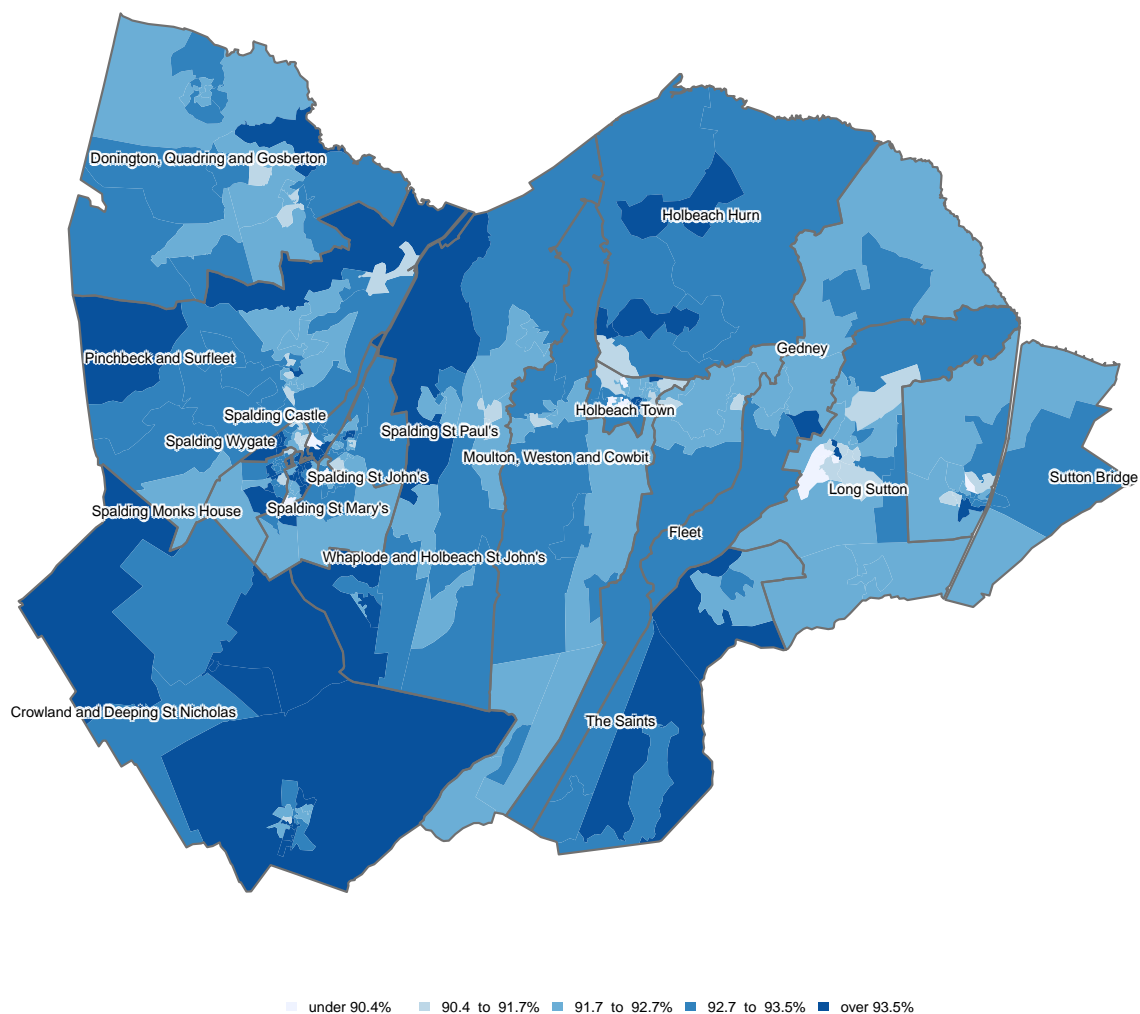 Donington, Quadring and Gosberton
Holbeach Hurn
Gedney
Pinchbeck and Surfleet
Spalding Castle
Holbeach Town
Spalding St Paul's
Spalding Wygate
Moulton, Weston and Cowbit
Spalding St John's
Sutton Bridge
Long Sutton
Spalding Monks House
Spalding St Mary's
Fleet
Whaplode and Holbeach St John's
Crowland and Deeping St Nicholas
The Saints
under 90.4% 90.4 to 91.7% 91.7 to 92.7% 92.7 to 93.5% over 93.5%